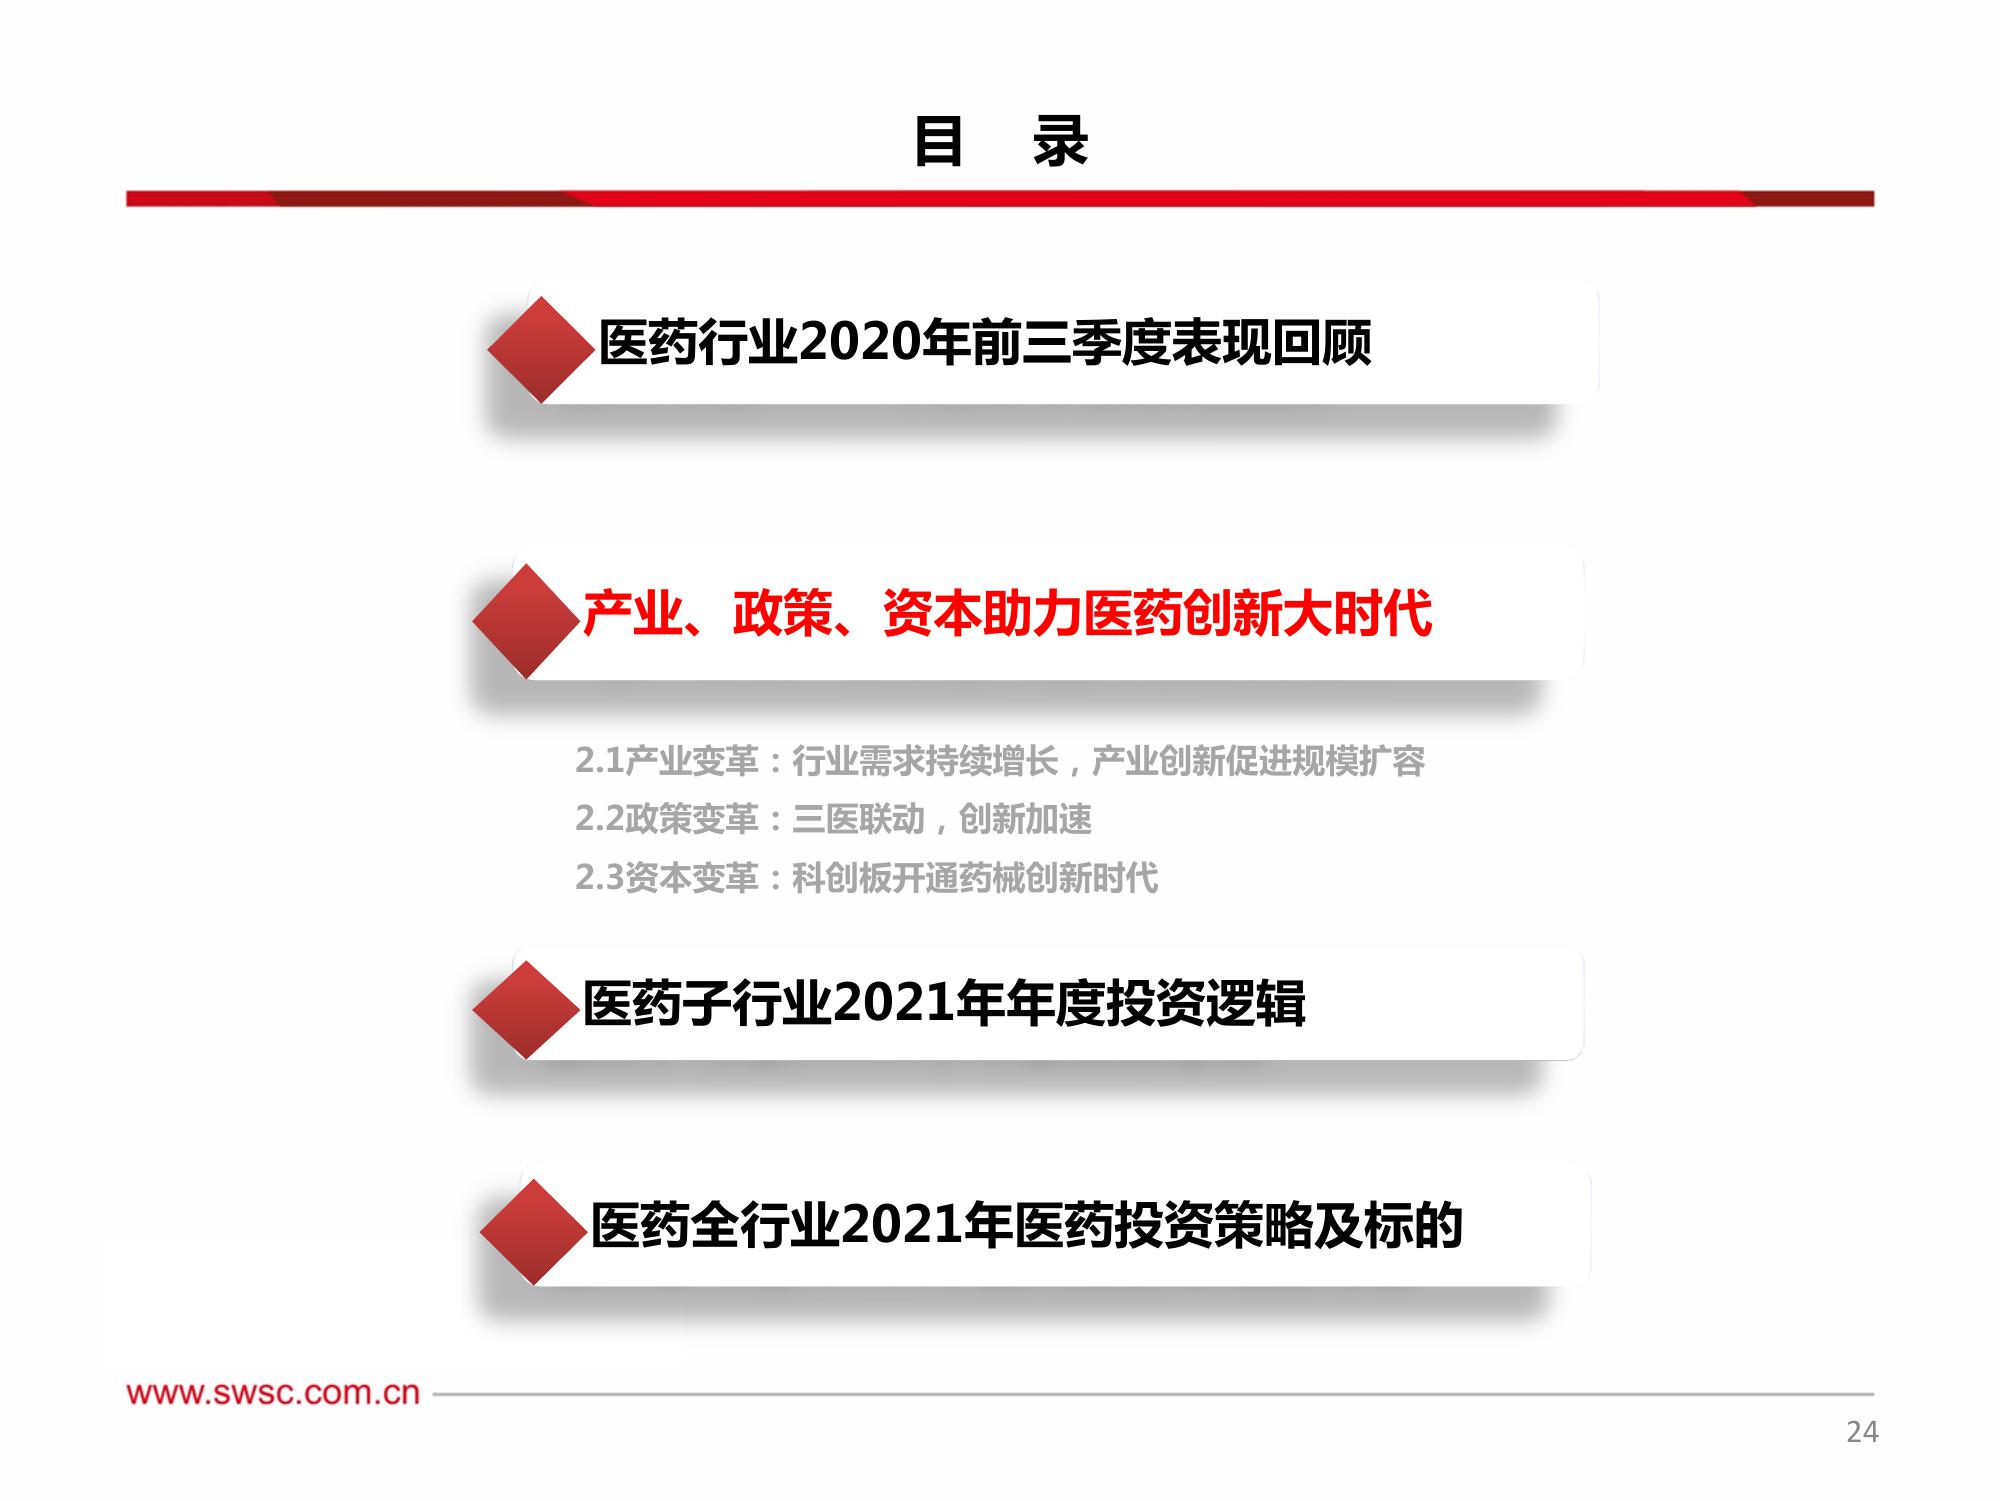 目 录
医药行业2020年前三季度表现回顾
产业、政策、资本助力医药创新大时代
2.1产业变革：行业需求持续增长，产业创新促进规模扩容
2.2政策变革：三医联动，创新加速
2.3资本变革：科创板开通药械创新时代
医药子行业2021年年度投资逻辑
医药全行业2021年医药投资策略及标的
www.swsc.com.cn
24